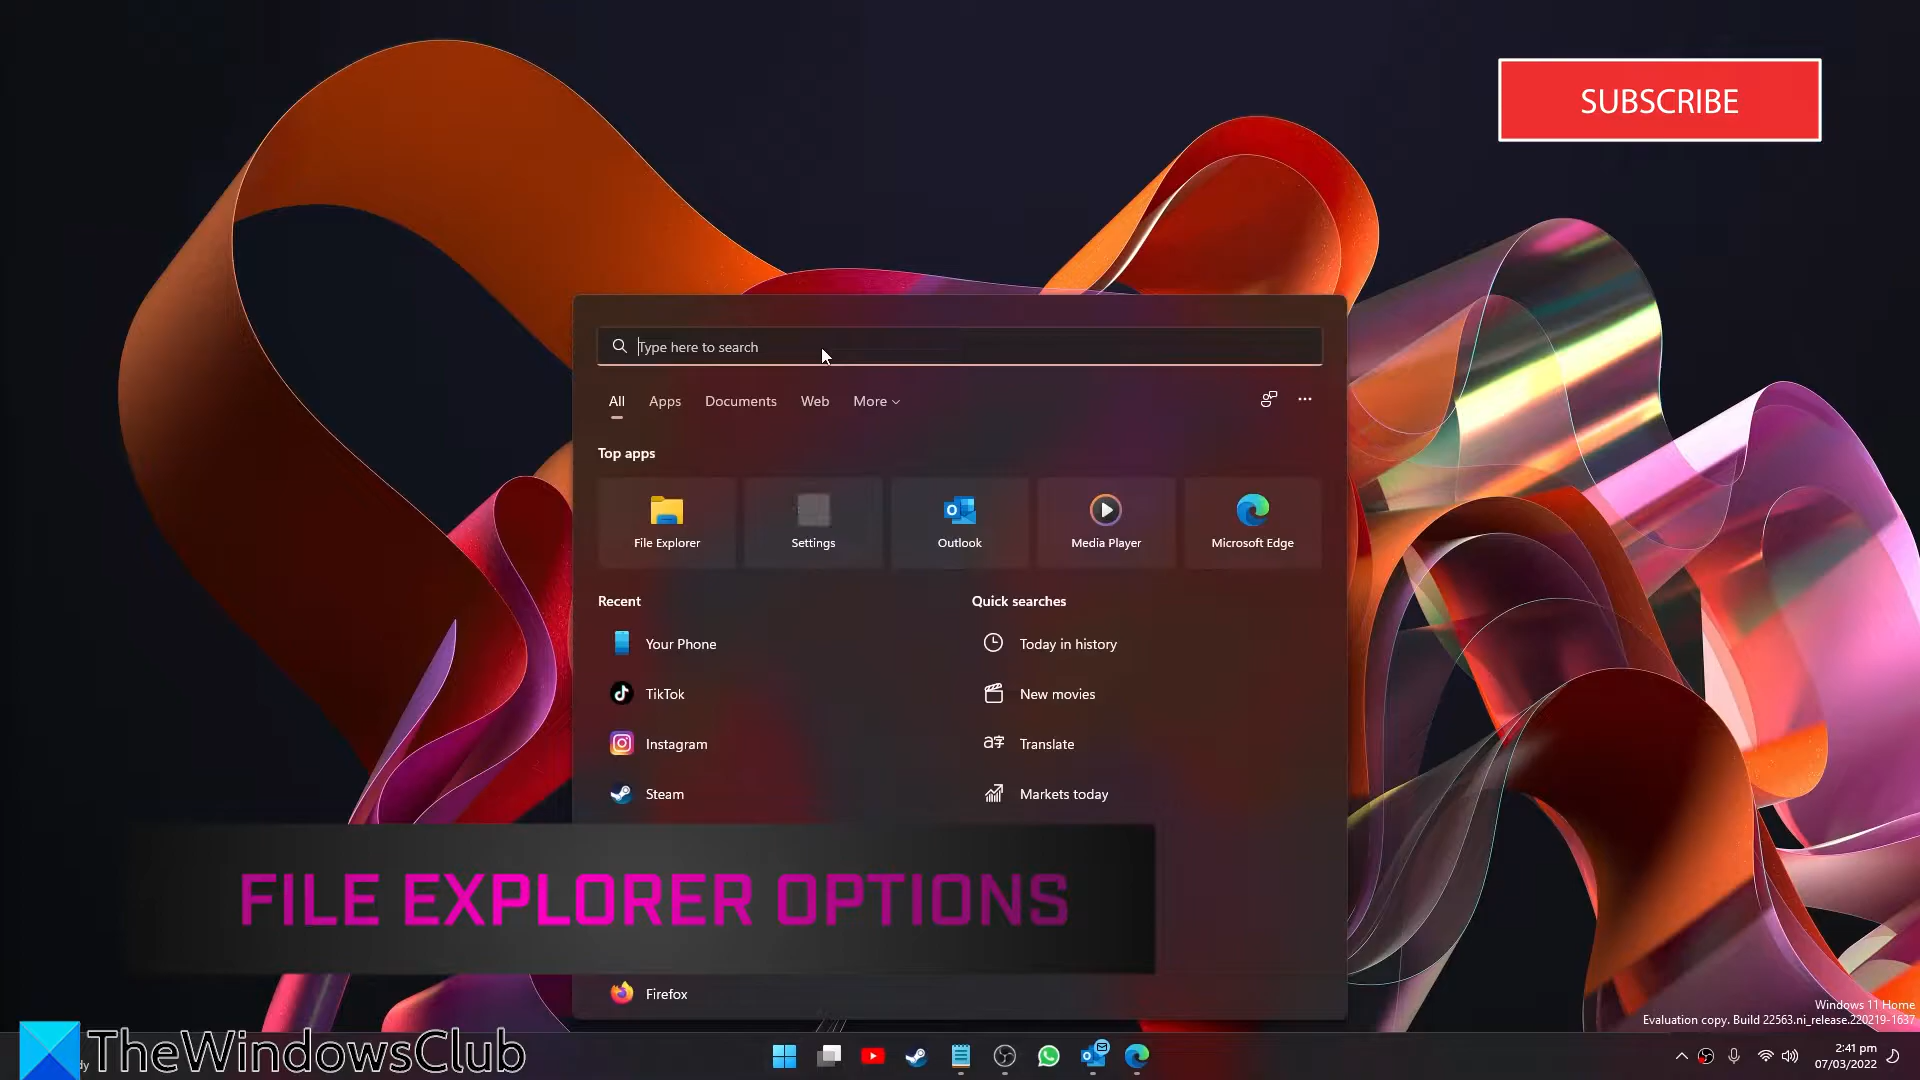 SUBSCRIBE
Type here to search
All Apps Documents Web More
Top apps
File Explorer Settings Outlook Media Player Microsoft Edge
Recent
Your Phone
TikTok
Instagram
Steam
Firefox
Quick searches
Today in history
New movies
Translate
Markets today
FILE EXPLORER OPTIONS
Windows 11 Home
Evaluation copy. Build 22563.ni_release.220219-1637
TheWindowsClub
2:41 pm
07/03/2022